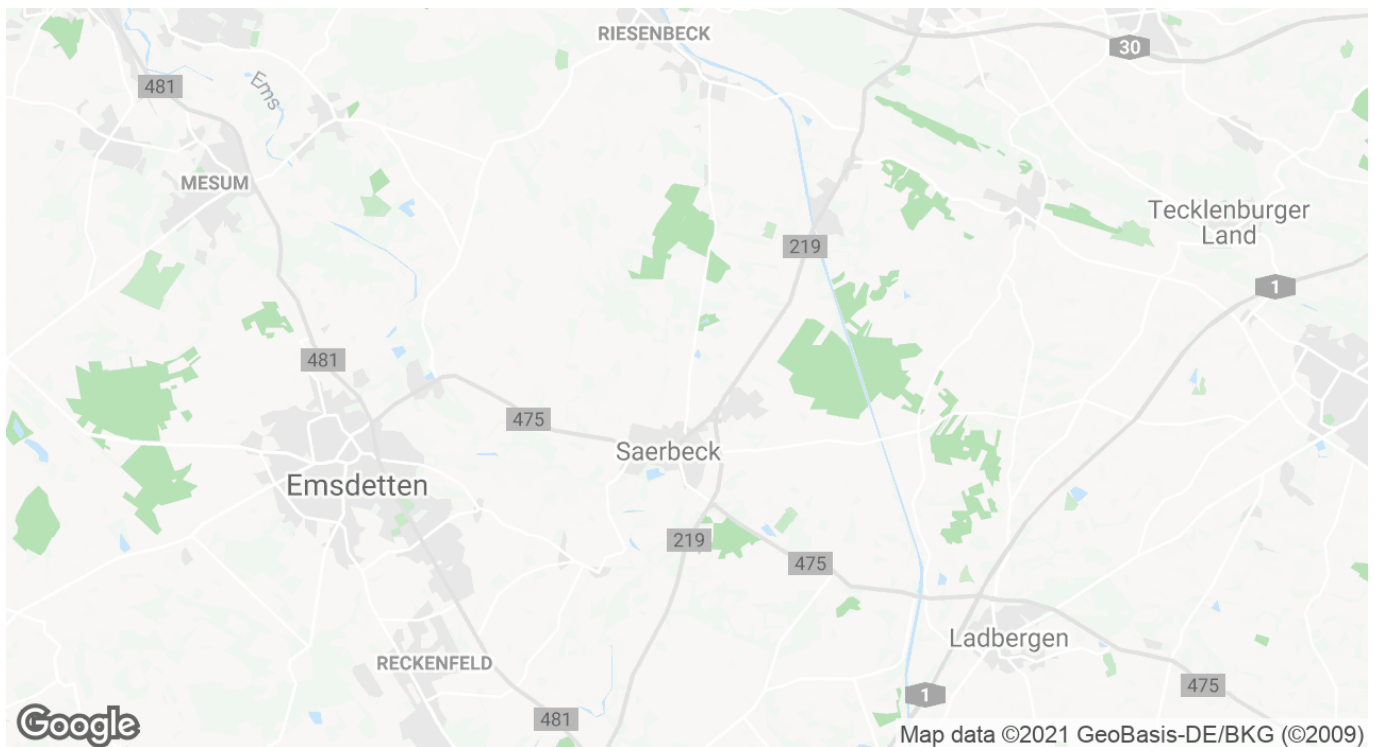 RIESENBECK
30
481
Ems
MESUM
Tecklenburger
Land
219
1
481
475
Saerbeck
Emsdetten
219
475
Ladbergen
RECKENFELD
475
1
481
Google
Map data ©2021 GeoBasis-DE/BKG (©2009)